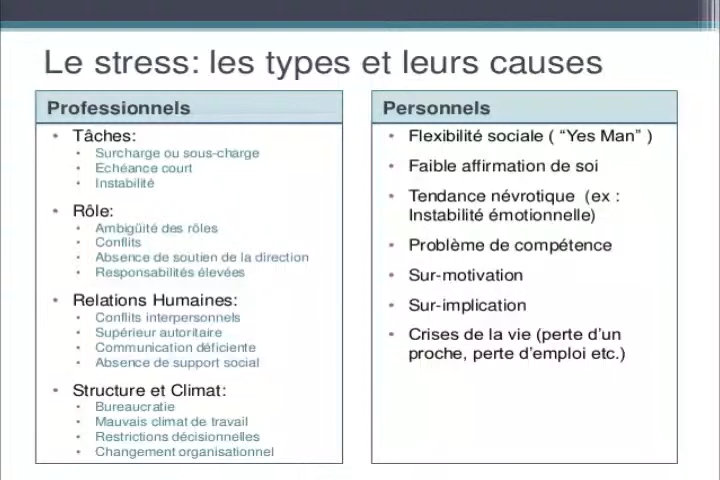 Le stress: les types et leurs causes
Professionnels
• Tâches:
• Surcharge ou sous-charge
• Echéance court
• Instabilité
• Rôle:
• Ambigüité des rôles
• Conflits
• Absence de soutien de la direction
• Responsabilités élevées
• Relations Humaines:
• Conflits interpersonnels
• Supérieur autoritaire
• Communication déficiente
• Absence de support social
• Structure et Climat:
• Bureaucratie
• Mauvais climat de travail
• Restrictions décisionnelles
• Changement organisationnel
Personnels
• Flexibilité sociale ( “Yes Man” )
• Faible affirmation de soi
• Tendance névrotique (ex :
Instabilité émotionnelle)
• Problème de compétence
• Sur-motivation
• Sur-implication
• Crises de la vie (perte d’un
proche, perte d’emploi etc.)